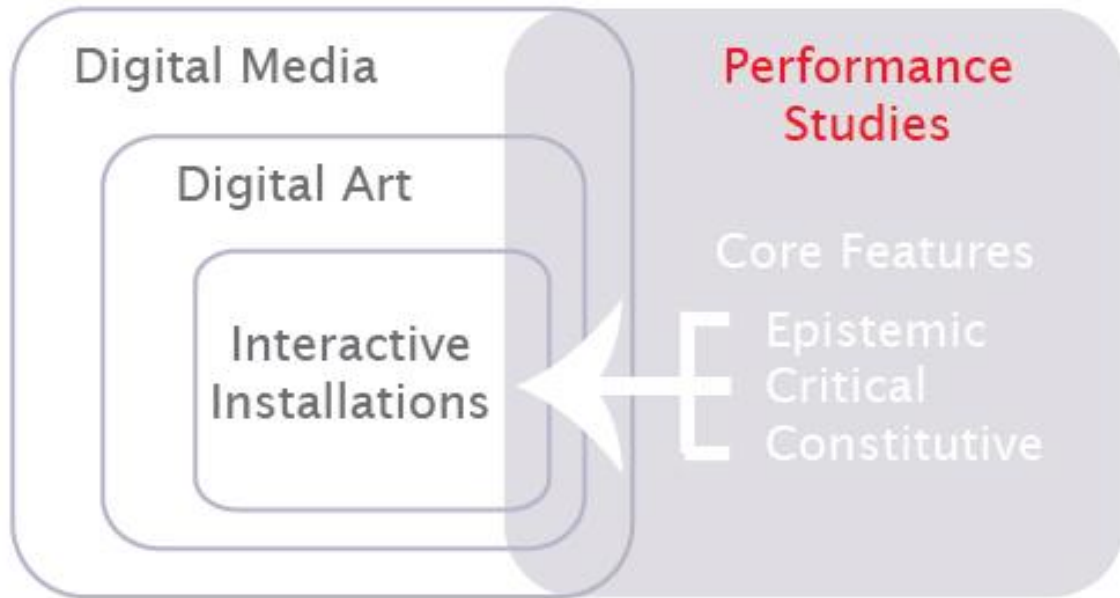 Digital Media
Digital Art
Interactive
Installations
Performance
Studies
Core Features
Epistemic
Critical
Constitutive